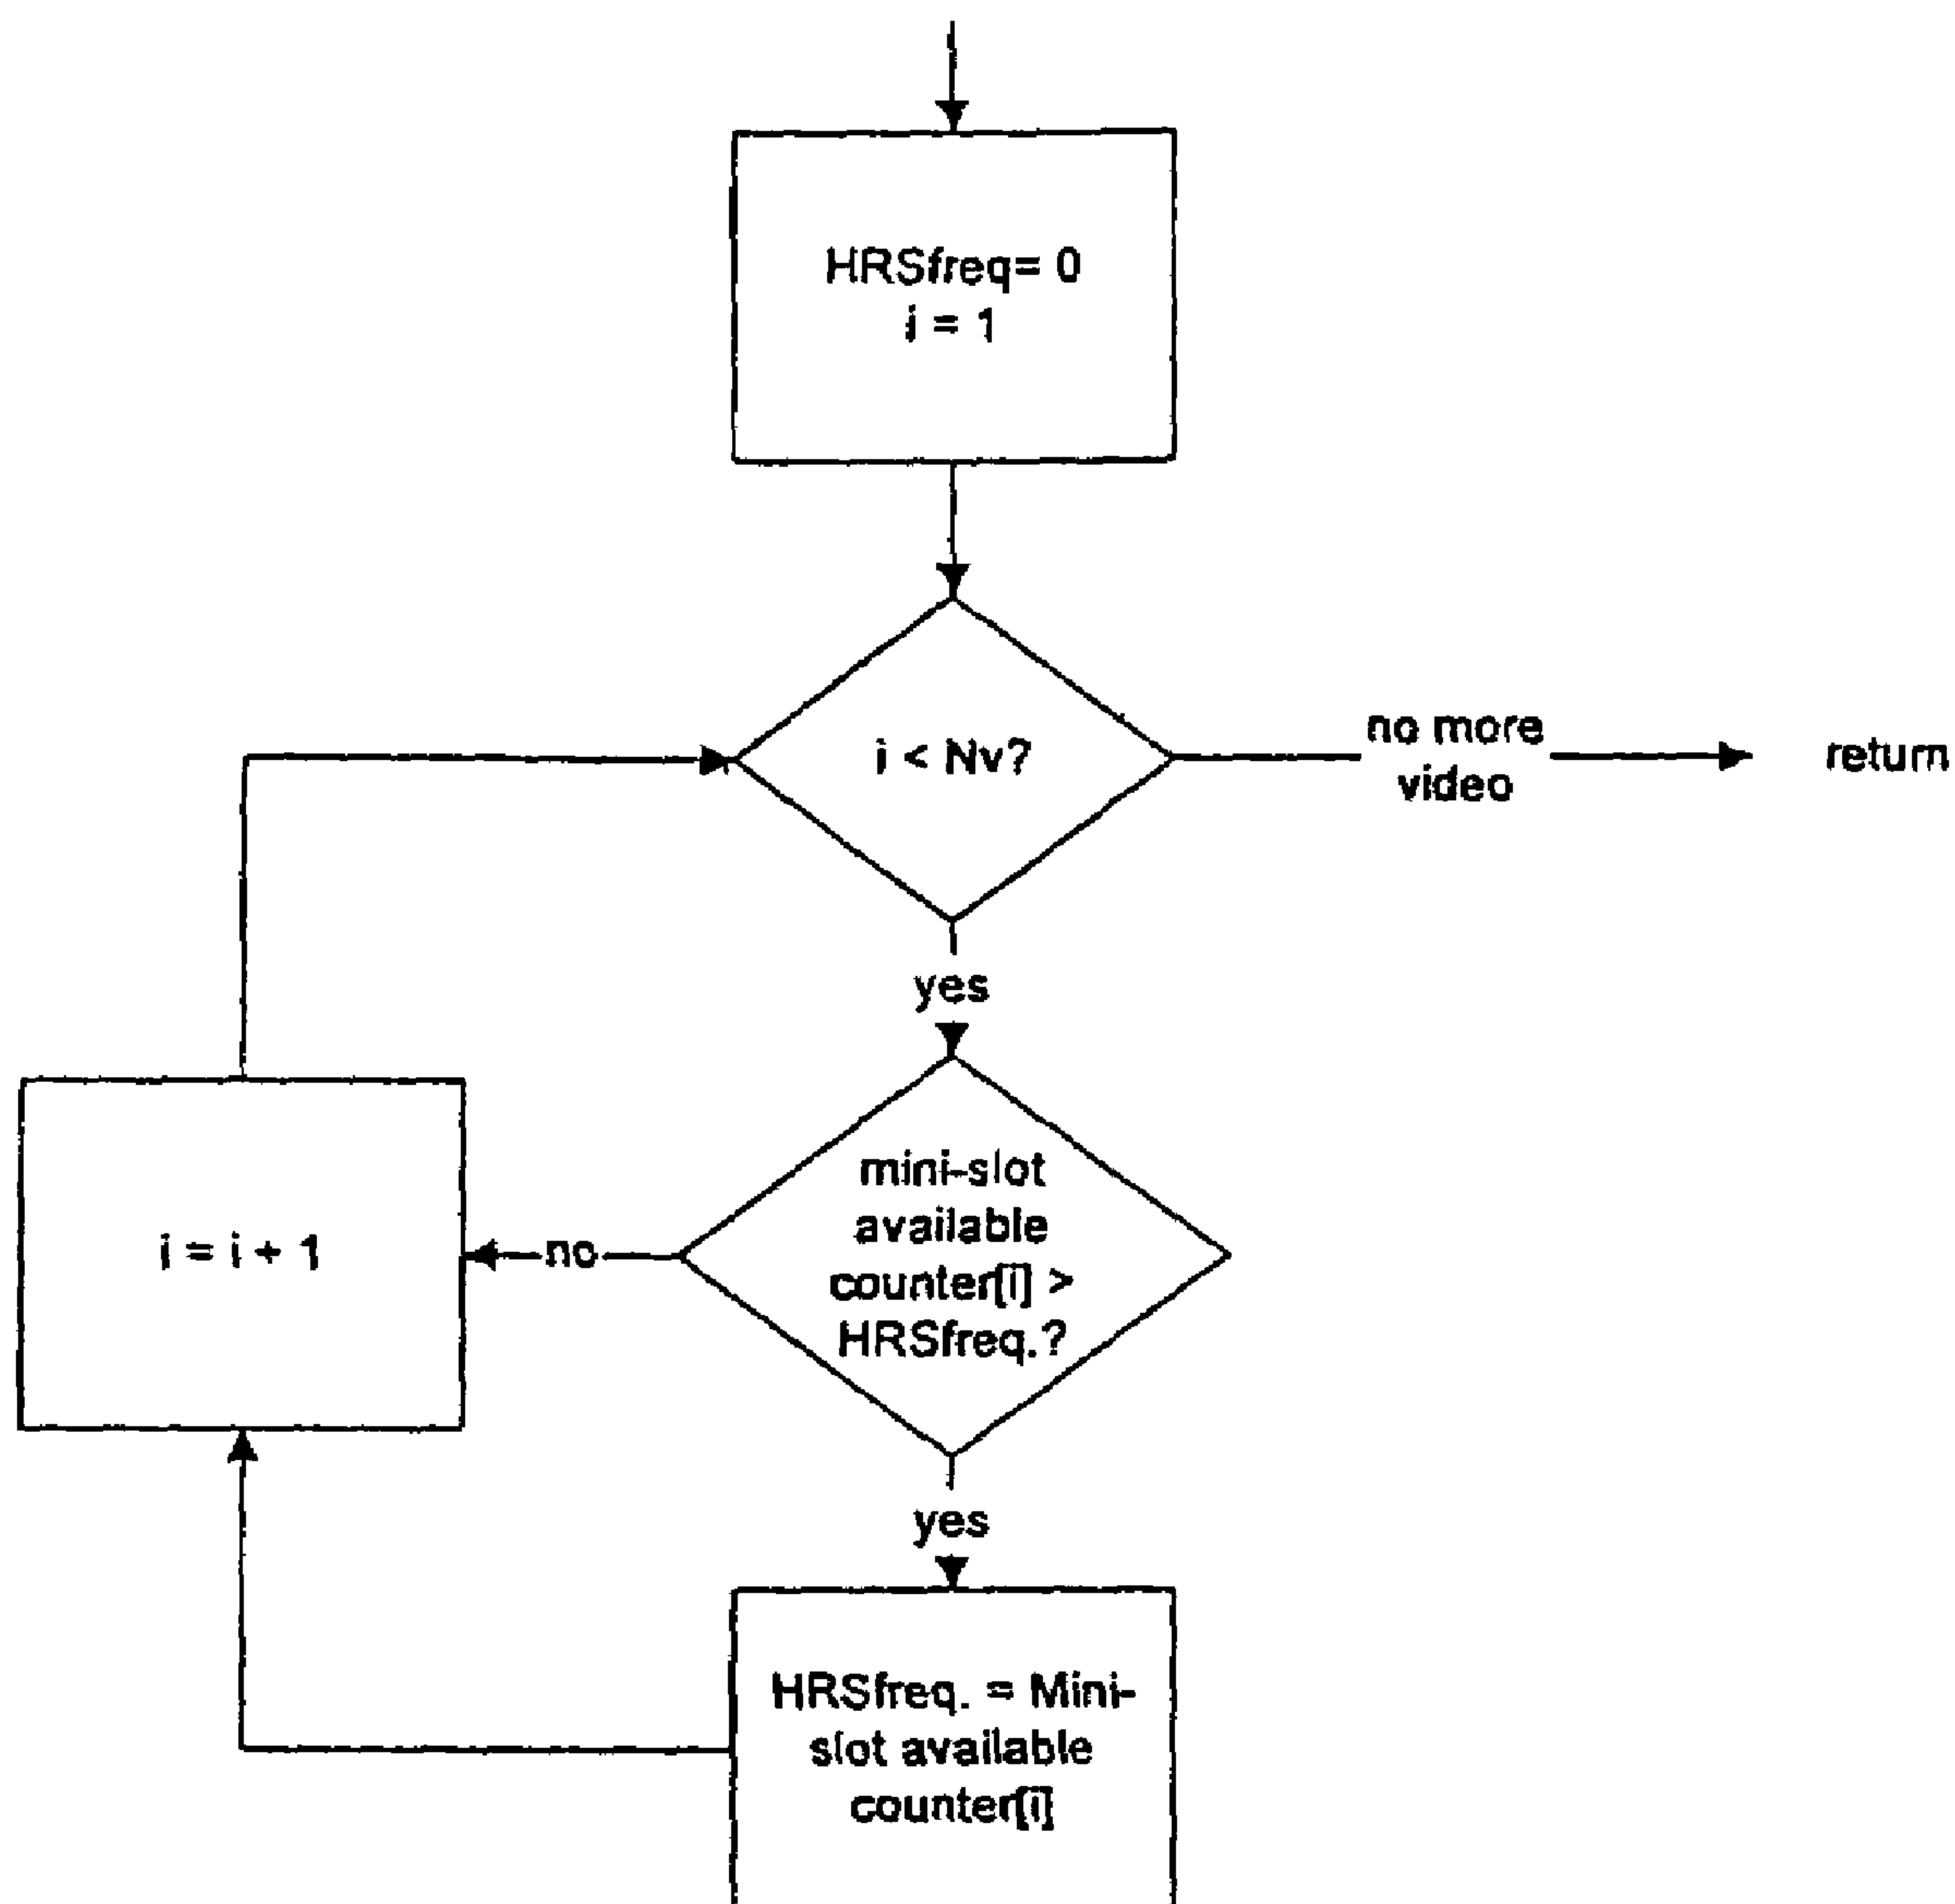 HRSfreq= 0
i = 1
i < Nv?
no more
video
return
yes
mini-slot
available
counter[i] >
HRSfreq.?
no
i = i + 1
yes
HRSfreq. = Mini-
slot available
counter[i]